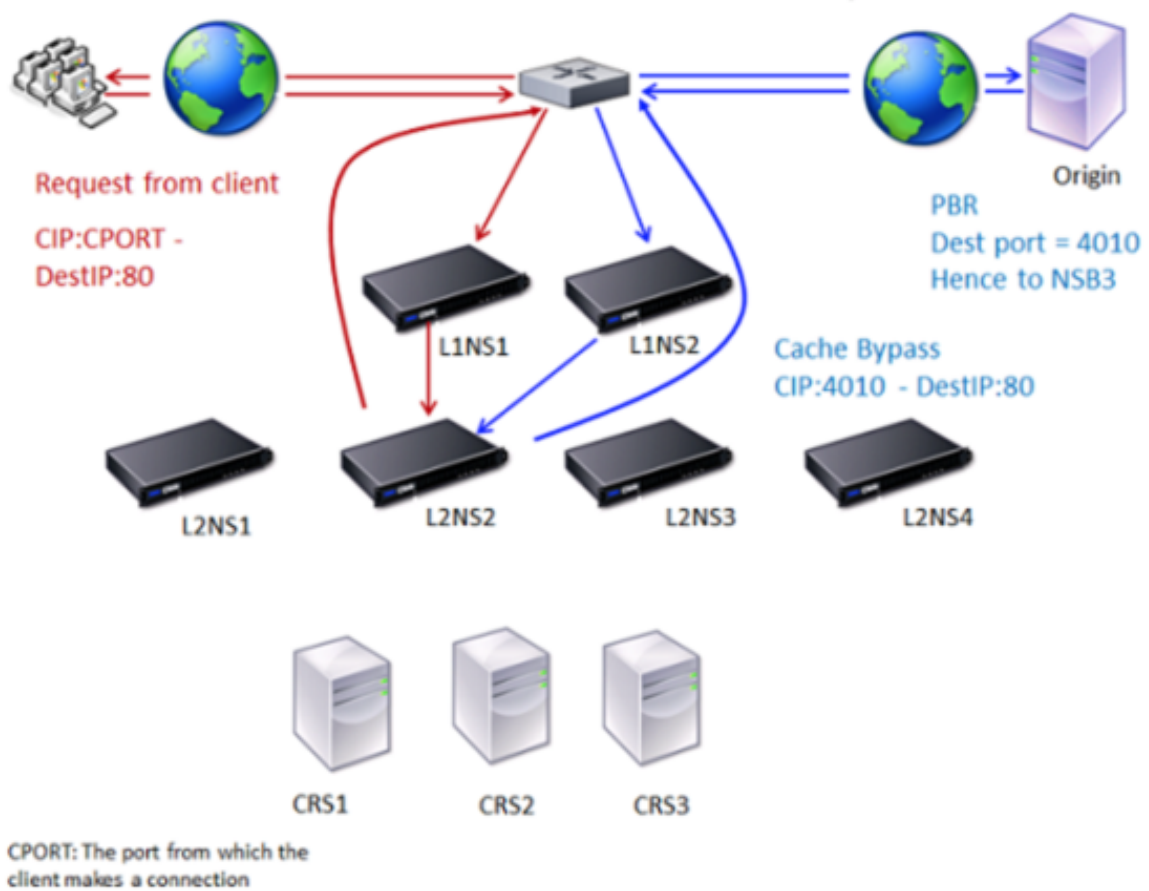 Request from client
CIP:CPORT -
DestIP:80
Origin
PBR
Dest port = 4010
Hence to NSB3
L1NS1
L1NS2
Cache Bypass
CIP:4010 - DestIP:80
L2NS1
L2NS2
L2NS3
L2NS4
CRS1
CRS2
CRS3
CPORT: The port from which the
client makes a connection